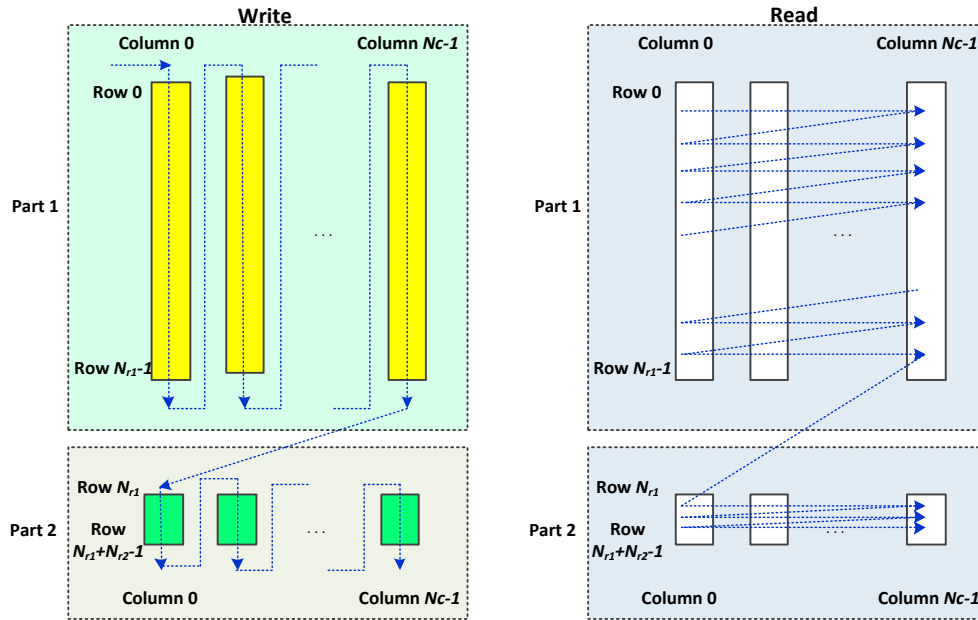 Write
Column 0
Column Nc-1
Row 0
Part 1
...
Row Nr1-1
Row Nr1
Part 2
Row
Nr1+Nr2-1
...
Column 0
Column Nc-1
Read
Column 0
Column Nc-1
Row 0
Part 1
...
Row Nr1-1
Row Nr1
Part 2
Row
Nr1+Nr2-1
...
Column 0
Column Nc-1